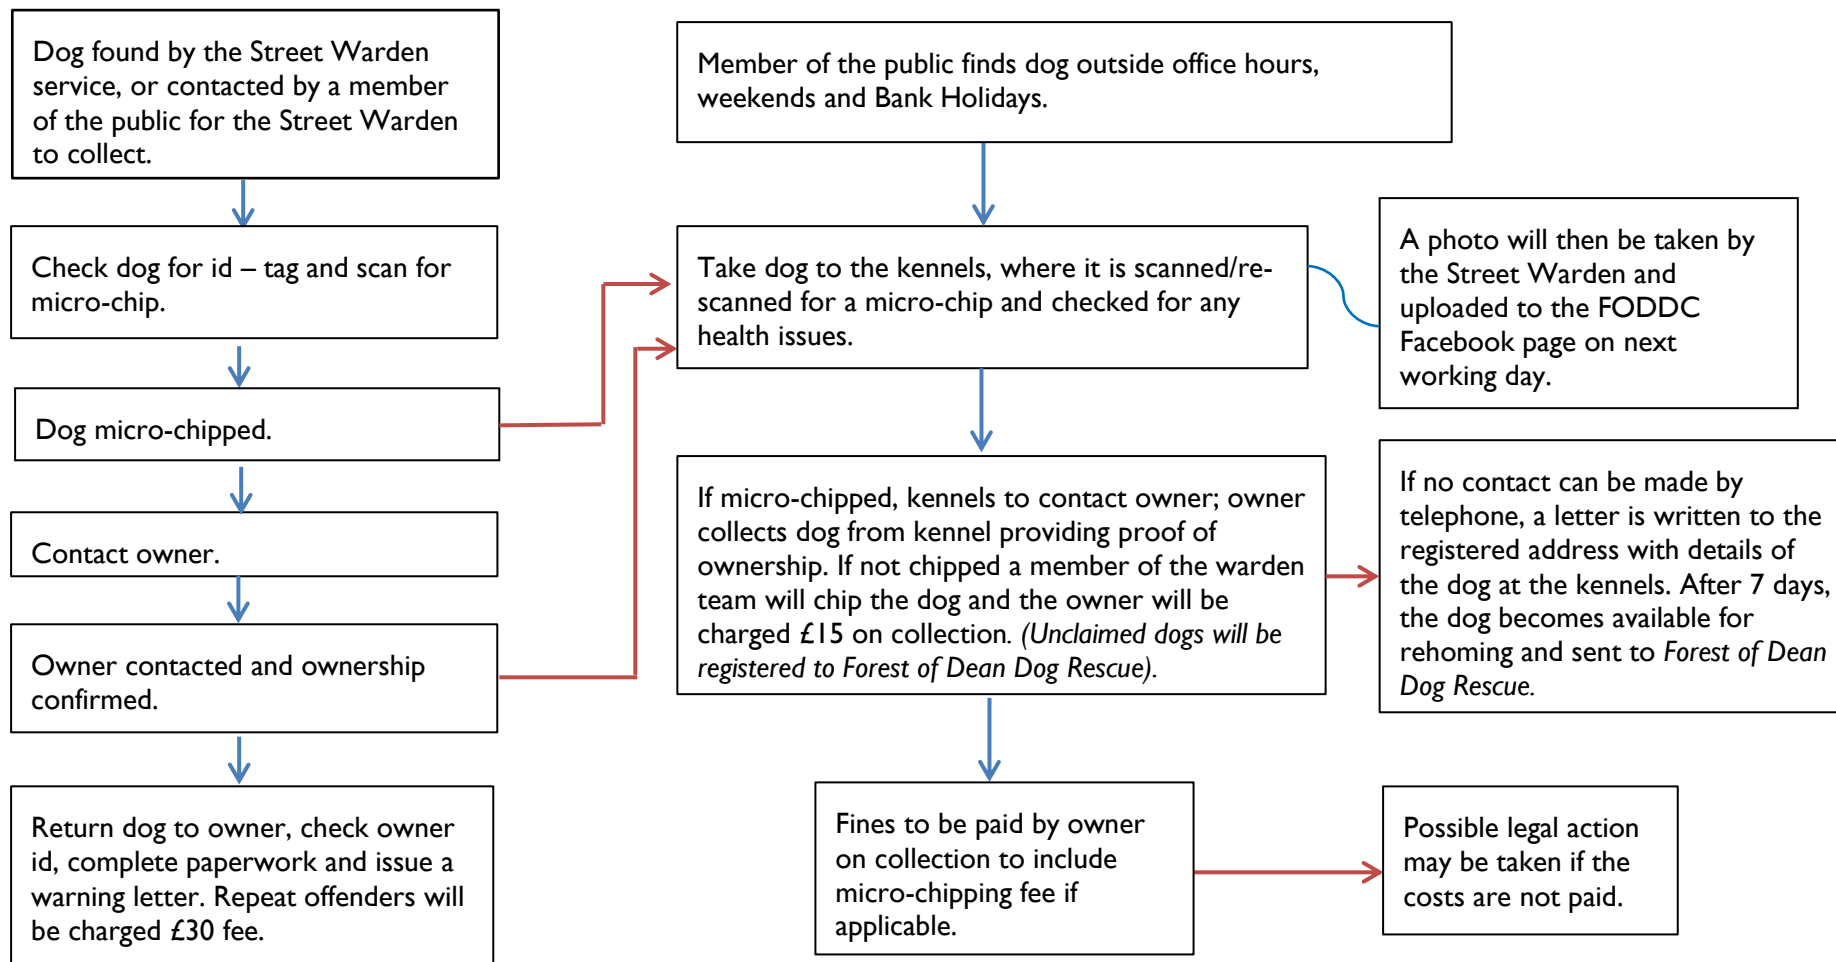 Dog found by the Street Warden
service, or contacted by a member
of the public for the Street Warden
to collect.
Check dog for id – tag and scan for
micro-chip.
Dog micro-chipped.
Contact owner.
Owner contacted and ownership
confirmed.
Return dog to owner, check owner
id, complete paperwork and issue a
warning letter. Repeat offenders will
be charged £30 fee.
Member of the public finds dog outside office hours,
weekends and Bank Holidays.
Take dog to the kennels, where it is scanned/re-
scanned for a micro-chip and checked for any
health issues.
A photo will then be taken by
the Street Warden and
uploaded to the FODDC
Facebook page on next
working day.
If micro-chipped, kennels to contact owner; owner
collects dog from kennel providing proof of
ownership. If not chipped a member of the warden
team will chip the dog and the owner will be
charged £15 on collection. (Unclaimed dogs will be
registered to Forest of Dean Dog Rescue).
If no contact can be made by
telephone, a letter is written to the
registered address with details of
the dog at the kennels. After 7 days,
the dog becomes available for
rehoming and sent to Forest of Dean
Dog Rescue.
Fines to be paid by owner
on collection to include
micro-chipping fee if
applicable.
Possible legal action
may be taken if the
costs are not paid.